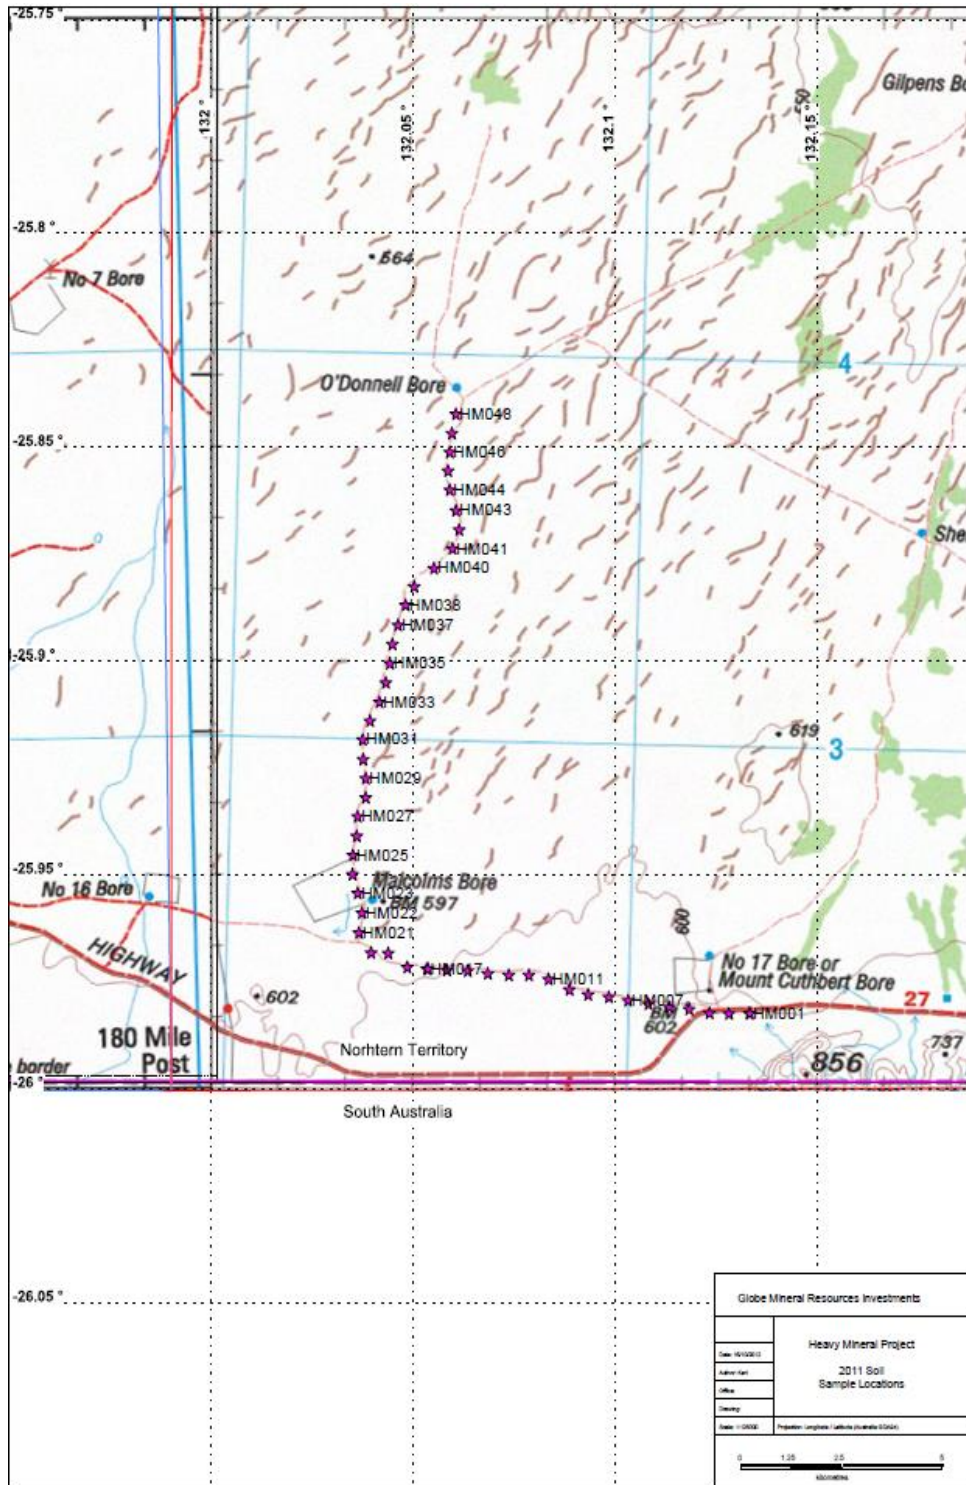 -25.75 °
Gilpens Bo
550
132 °
132.05 °
132.1 °
132.15 °
-25.8 °
564
No 7 Bore
4
O'Donnell Bore
HM048
-25.85 °
HM046
HM044
HM043
She
HM041
HM040
HM038
HM037
-25.9 °
HM035
HM033
619
HM031
3
HM029
HM027
HM025
-25.95 °
No 16 Bore
Malcolms Bore
HM023
BM 597
HM022
600
HM021
HIGHWAY
No 17 Bore or
Mount Cuthbert Bore
HM017
HM011
602
HM007
27
BM
602
HM001
180 Mile
Post
Norhtern Territory
737
856
e border
-26 °
South Australia
-26.05 °
Globe Mineral Resources Investments
Heavy Mineral Project
2011 Soil
Sample Locations
Office
Drawing
0 1.25 2.5 5
kilometres